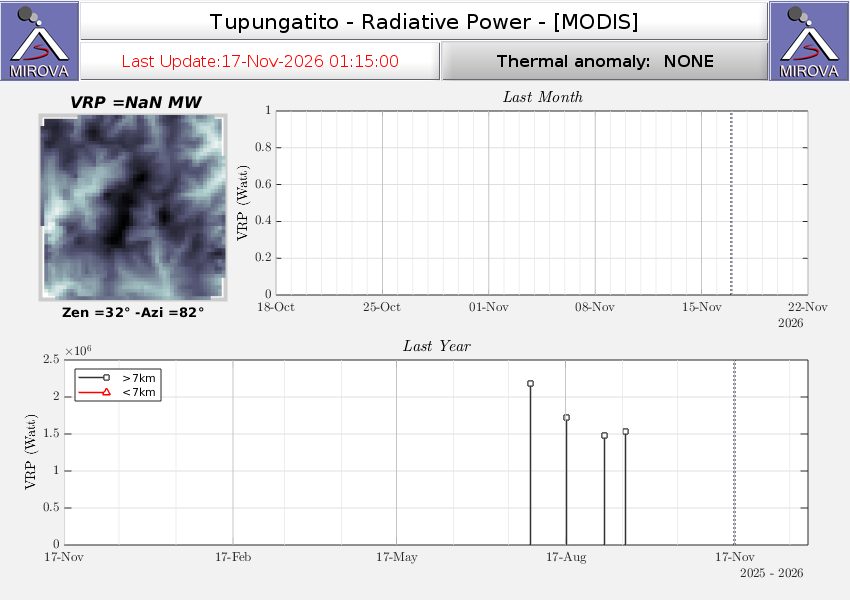 Tupungatito - Radiative Power - [MODIS]
Last Update:17-Nov-2026 01:15:00
Thermal anomaly: NONE
MIROVA
MIROVA
VRP =NaN MW
Zen =32° -Azi =82°
Last Month
VRP (Watt)
1
0.8
0.6
0.4
0.2
0
18-Oct
25-Oct
01-Nov
08-Nov
15-Nov
22-Nov
2026
Last Year
×10⁶
VRP (Watt)
2.5
2
1.5
1
0.5
0
>7km
<7km
17-Nov
17-Feb
17-May
17-Aug
17-Nov
2025 - 2026